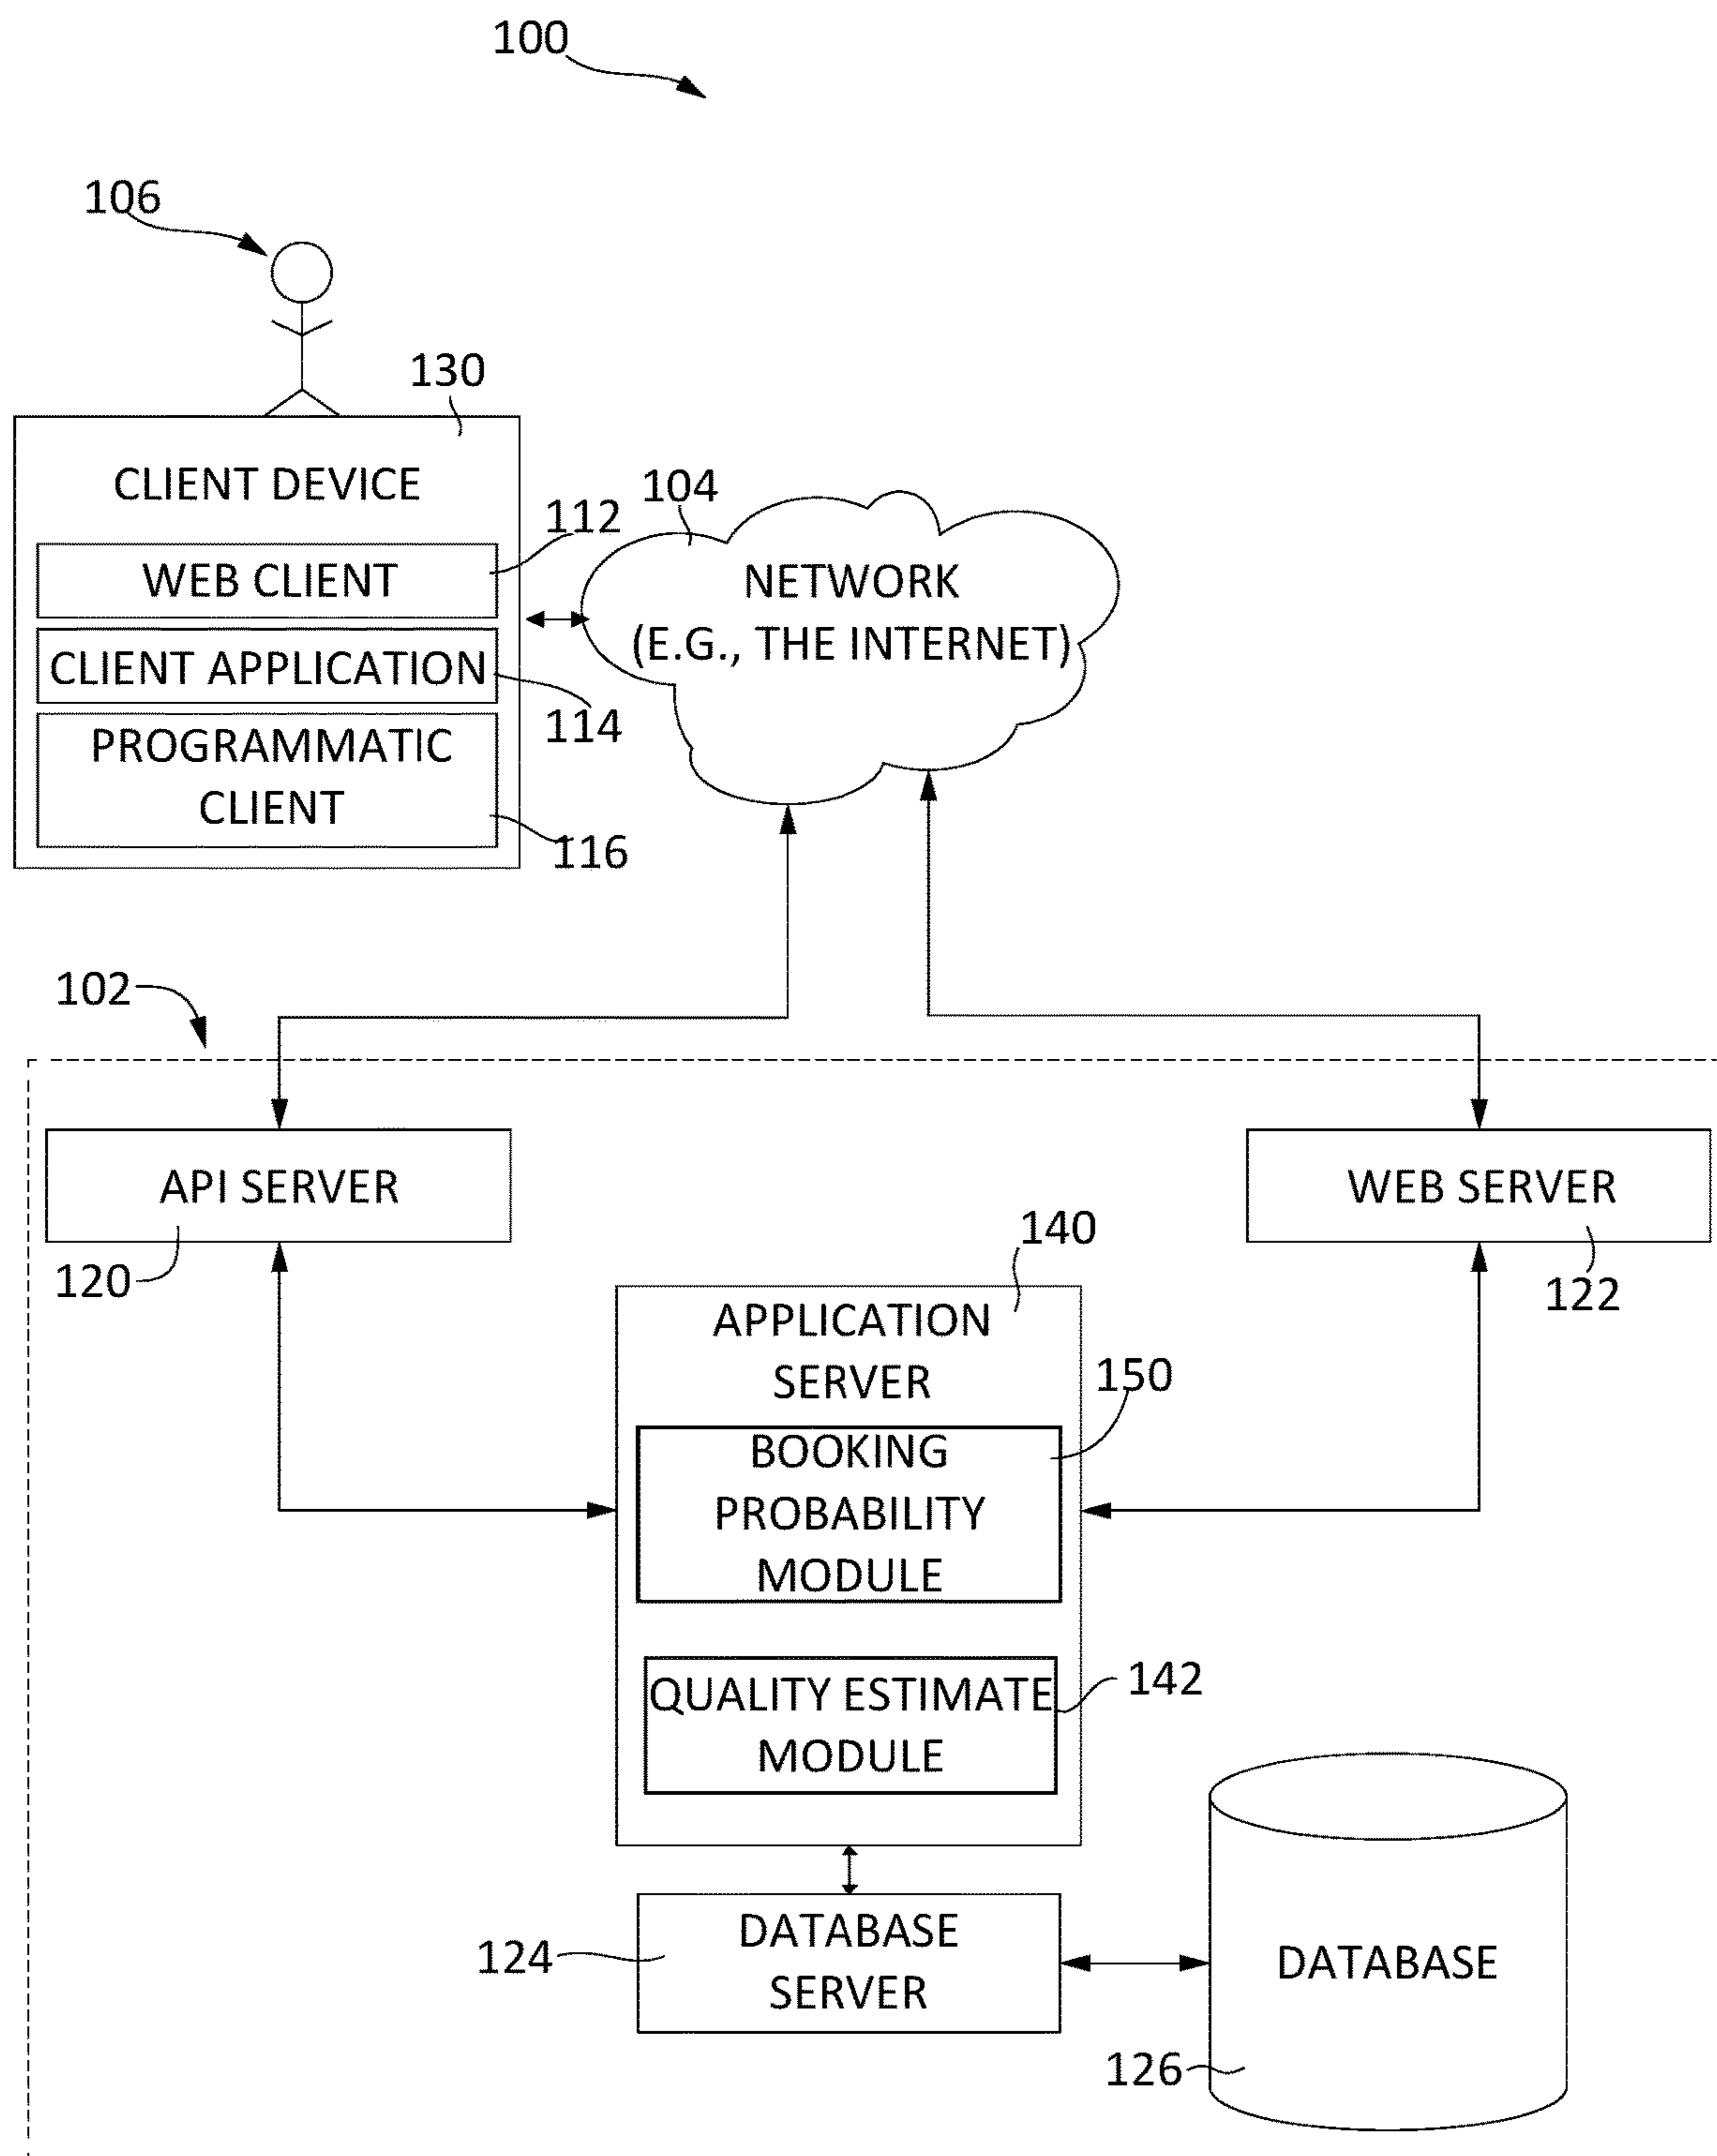 100
106
130
CLIENT DEVICE
112
WEB CLIENT
CLIENT APPLICATION
114
PROGRAMMATIC
CLIENT
116
104
NETWORK
(E.G., THE INTERNET)
102
API SERVER
120
WEB SERVER
122
140
APPLICATION
SERVER
150
BOOKING
PROBABILITY
MODULE
QUALITY ESTIMATE
MODULE
142
DATABASE
SERVER
124
DATABASE
126